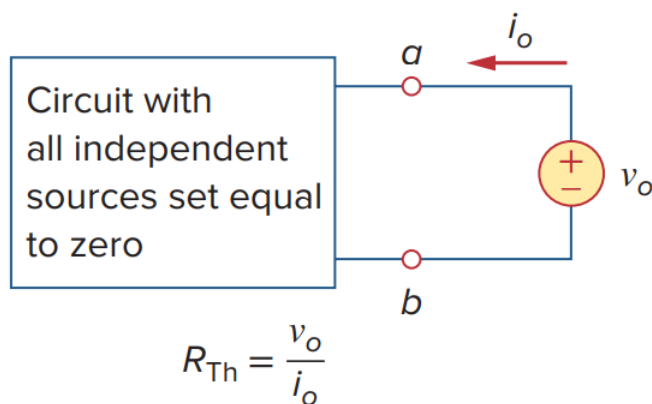 i_o
a
Circuit with
all independent
sources set equal
to zero
+
−
v_o
b
R_Th = v_o / i_o